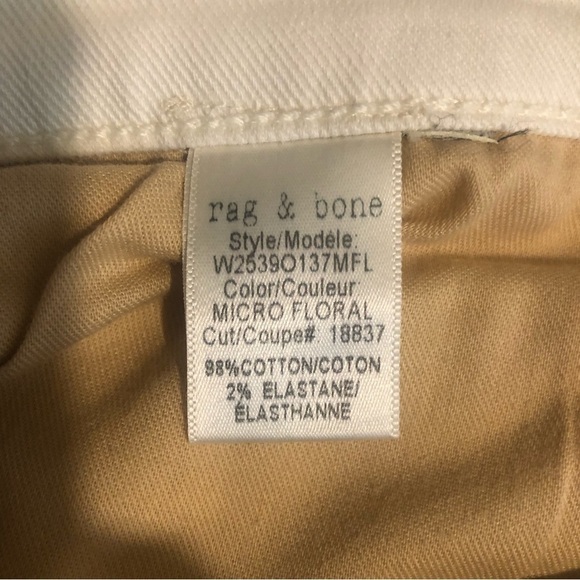 rag & bone
Style/Modèle:
W2539O137MFL
Color/Couleur
MICRO FLORAL
Cut/Coupe# 18837
98%COTTON/COTON
2% ELASTANE/
ÉLASTHANNE